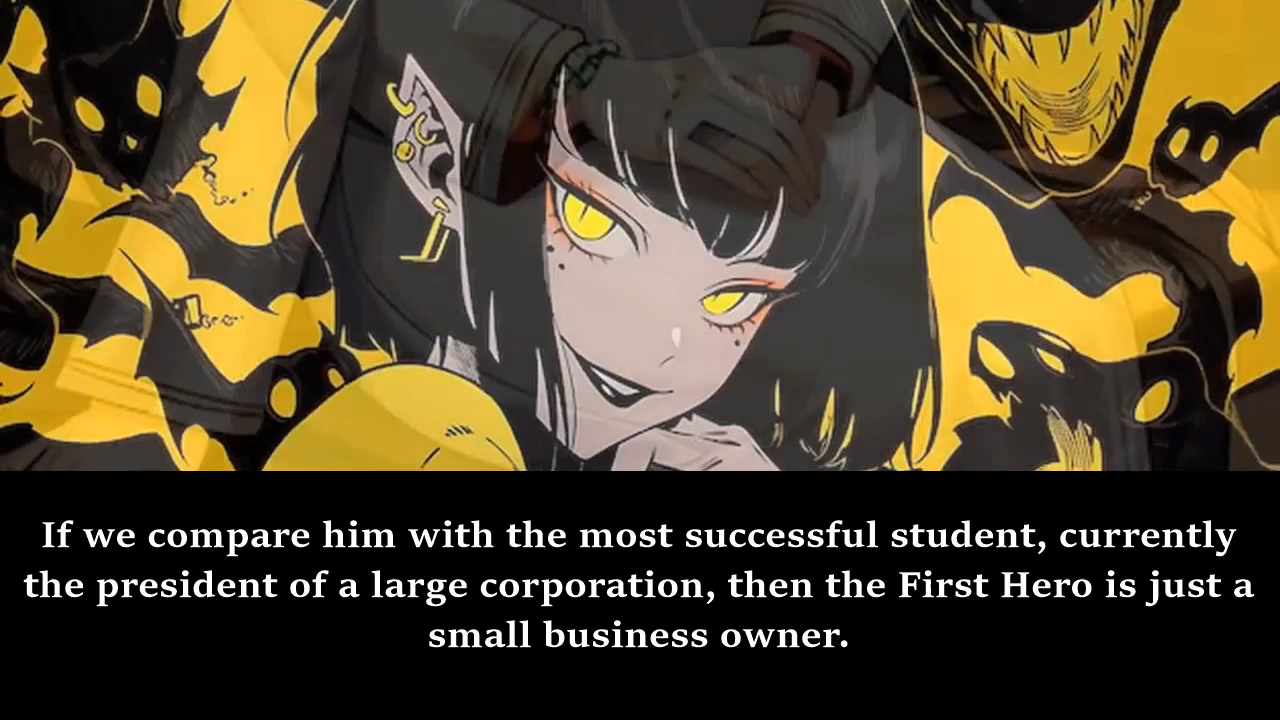 If we compare him with the most successful student, currently
the president of a large corporation, then the First Hero is just a
small business owner.